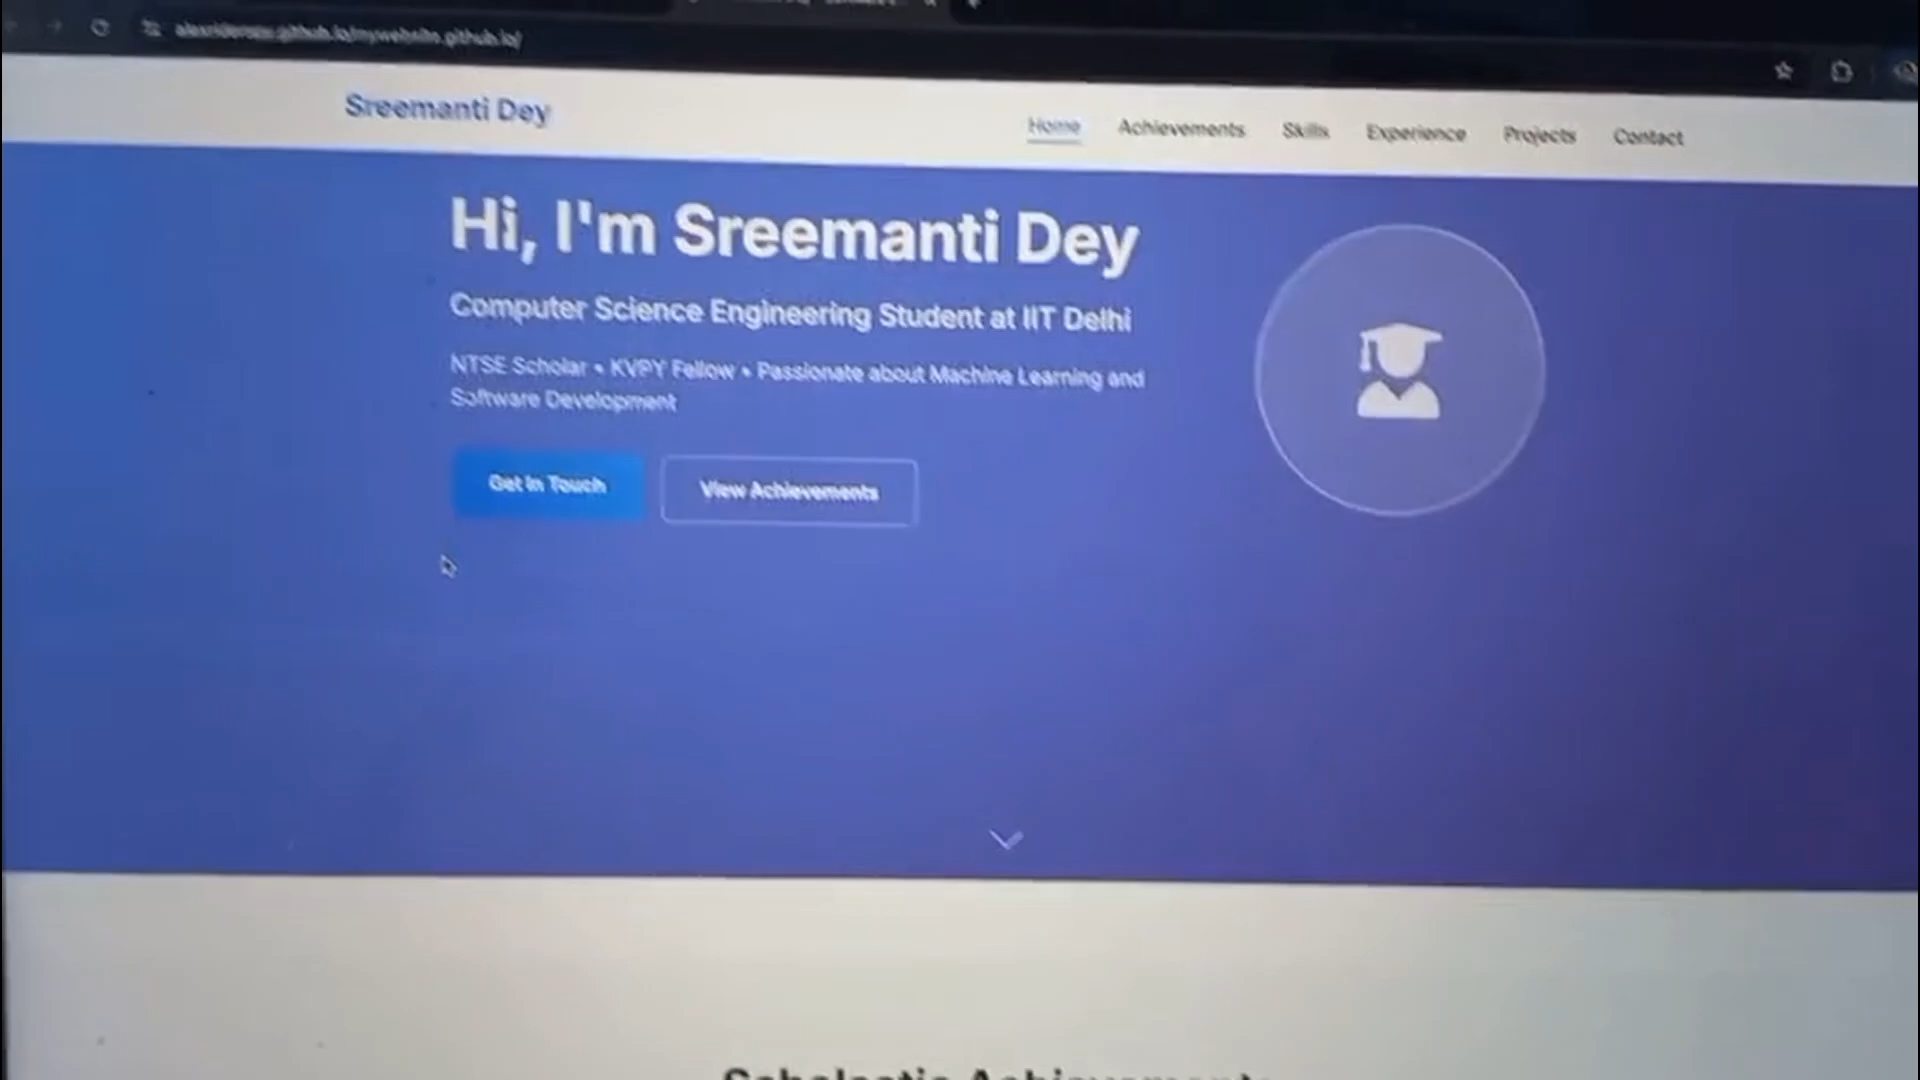 Sreemanti Dey
Home Achievements Skills Experience Projects Contact
Hi, I'm Sreemanti Dey
Computer Science Engineering Student at IIT Delhi
NTSE Scholar • KVPY Fellow • Passionate about Machine Learning and
Software Development
Get In Touch View Achievements